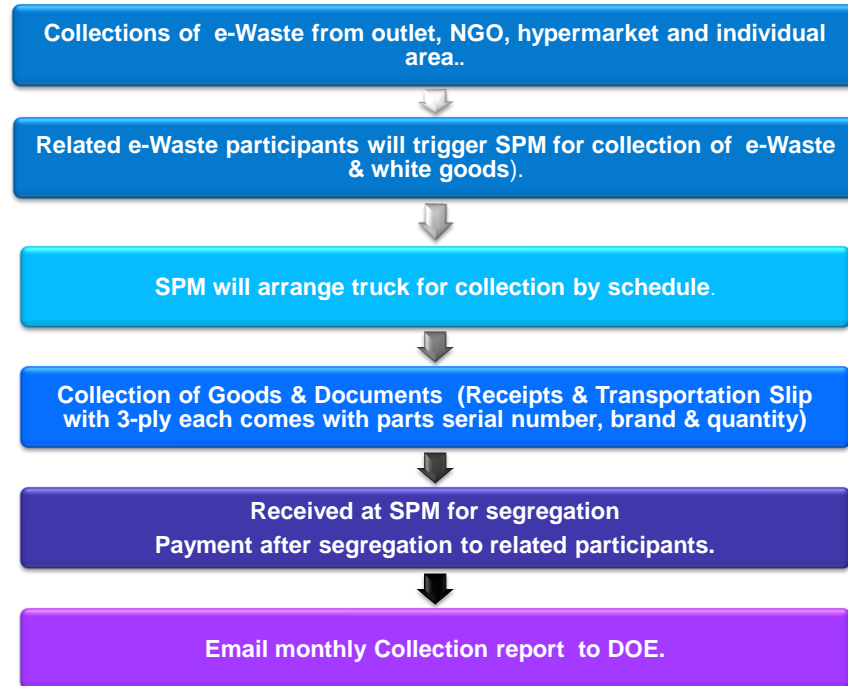 Collections of e-Waste from outlet, NGO, hypermarket and individual
area..
Related e-Waste participants will trigger SPM for collection of e-Waste
& white goods).
SPM will arrange truck for collection by schedule.
Collection of Goods & Documents (Receipts & Transportation Slip
with 3-ply each comes with parts serial number, brand & quantity)
Received at SPM for segregation
Payment after segregation to related participants.
Email monthly Collection report to DOE.